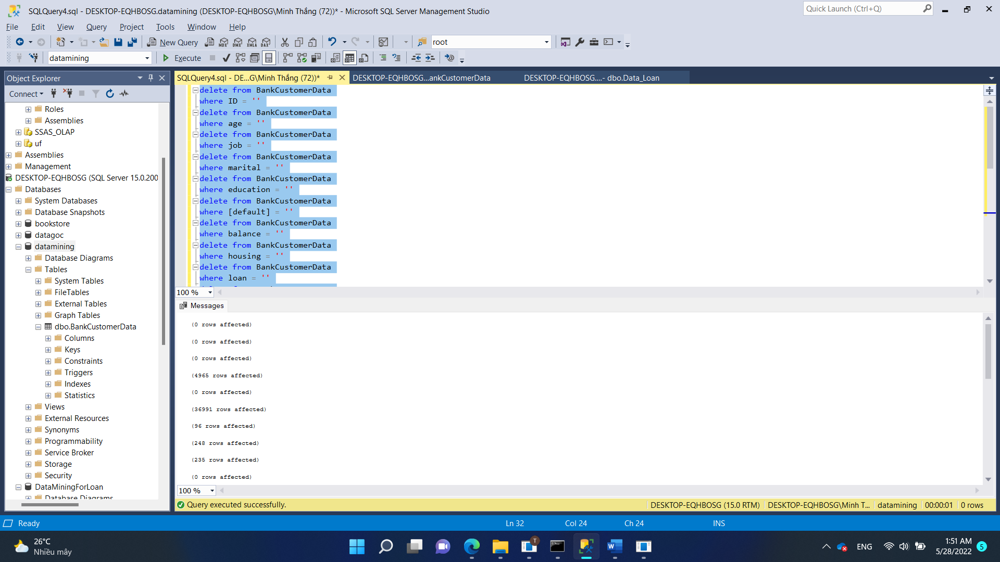 SQLQuery4.sql - DESKTOP-EQHBOSG.datamining (DESKTOP-EQHBOSG\Minh Thắng (72))* - Microsoft SQL Server Management Studio
Quick Launch (Ctrl+Q)
File Edit View Query Project Tools Window Help
New Query MDX DMX XMLA DAX root
datamining Execute
Object Explorer
Connect
Roles
Assemblies
SSAS_OLAP
uf
Assemblies
Management
DESKTOP-EQHBOSG (SQL Server 15.0.200
Databases
System Databases
Database Snapshots
bookstore
datagoc
datamining
Database Diagrams
Tables
System Tables
FileTables
External Tables
Graph Tables
dbo.BankCustomerData
Columns
Keys
Constraints
Triggers
Indexes
Statistics
Views
External Resources
Synonyms
Programmability
Service Broker
Storage
Security
DataMiningForLoan
Database Diagrams
SQLQuery4.sql - DE...G\Minh Thắng (72))* DESKTOP-EQHBOSG...ankCustomerData DESKTOP-EQHBOSG....- dbo.Data_Loan
delete from BankCustomerData
where ID = ''
delete from BankCustomerData
where age = ''
delete from BankCustomerData
where job = ''
delete from BankCustomerData
where marital = ''
delete from BankCustomerData
where education = ''
delete from BankCustomerData
where [default] = ''
delete from BankCustomerData
where balance = ''
delete from BankCustomerData
where housing = ''
delete from BankCustomerData
where loan = ''
100 %
Messages
(0 rows affected)
(0 rows affected)
(0 rows affected)
(4965 rows affected)
(0 rows affected)
(36991 rows affected)
(96 rows affected)
(248 rows affected)
(235 rows affected)
(0 rows affected)
100 %
Query executed successfully. DESKTOP-EQHBOSG (15.0 RTM) DESKTOP-EQHBOSG\Minh T... datamining 00:00:01 0 rows
Ready Ln 32 Col 24 Ch 24 INS
26°C
Nhiều mây
T
W
ENG
1:51 AM
5/28/2022
5